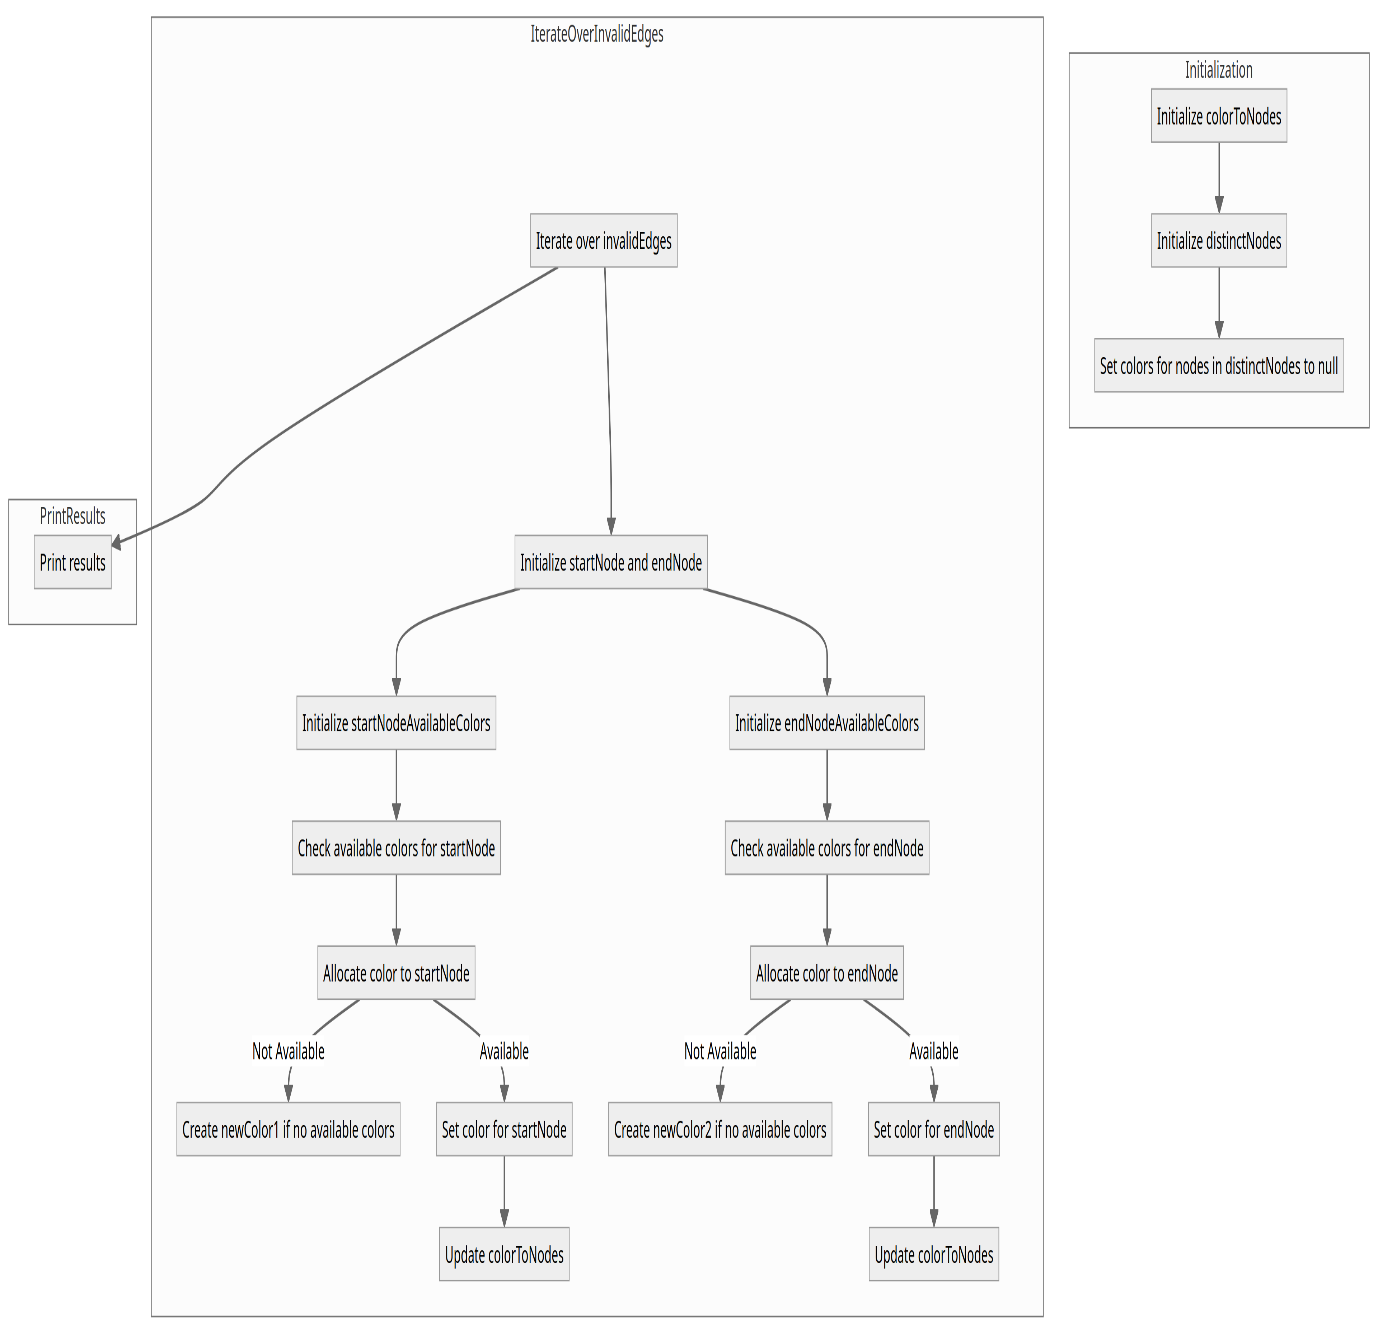 IterateOverInvalidEdges
Initialization
Initialize colorToNodes
Iterate over invalidEdges
Initialize distinctNodes
Set colors for nodes in distinctNodes to null
PrintResults
Print results
Initialize startNode and endNode
Initialize startNodeAvailableColors
Initialize endNodeAvailableColors
Check available colors for startNode
Check available colors for endNode
Allocate color to startNode
Allocate color to endNode
Not Available
Available
Not Available
Available
Create newColor1 if no available colors
Set color for startNode
Create newColor2 if no available colors
Set color for endNode
Update colorToNodes
Update colorToNodes